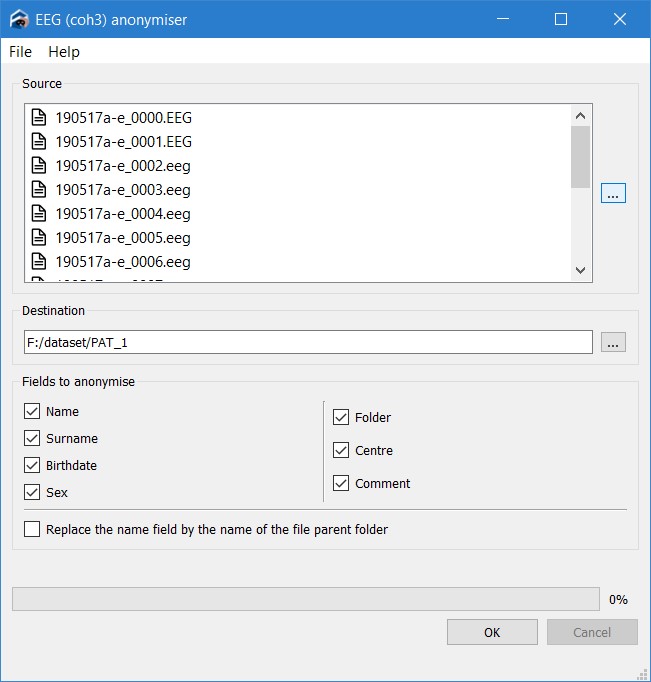 EEG (coh3) anonymiser
File Help
Source
190517a-e_0000.EEG
190517a-e_0001.EEG
190517a-e_0002.eeg
190517a-e_0003.eeg
190517a-e_0004.eeg
190517a-e_0005.eeg
190517a-e_0006.eeg
...
Destination
F:/dataset/PAT_1
...
Fields to anonymise
Name
Surname
Birthdate
Sex
Folder
Centre
Comment
Replace the name field by the name of the file parent folder
0%
OK Cancel